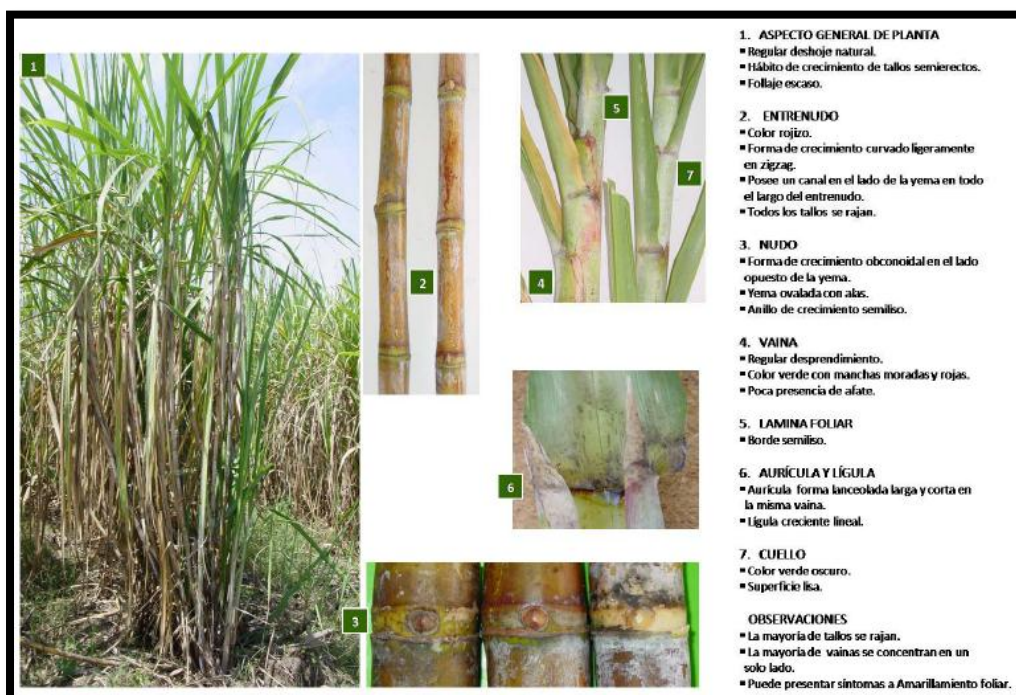 1
2
3
4
5
6
7
1. ASPECTO GENERAL DE PLANTA
▪ Regular deshoje natural.
▪ Hábito de crecimiento de tallos semierectos.
▪ Follaje escaso.
2. ENTRENUDO
▪ Color rojizo.
▪ Forma de crecimiento curvado ligeramente
en zigzag.
▪ Posee un canal en el lado de la yema en todo
el largo del entrenudo.
▪ Todos los tallos se rajan.
3. NUDO
▪ Forma de crecimiento obconoidal en el lado
opuesto de la yema.
▪ Yema ovalada con alas.
▪ Anillo de crecimiento semiliso.
4. VAINA
▪ Regular desprendimiento.
▪ Color verde con manchas moradas y rojas.
▪ Poca presencia de afate.
5. LAMINA FOLIAR
▪ Borde semiliso.
6. AURÍCULA Y LÍGULA
▪ Aurícula forma lanceolada larga y corta en
la misma vaina.
▪ Lígula creciente lineal.
7. CUELLO
▪ Color verde oscuro.
▪ Superficie lisa.
OBSERVACIONES
▪ La mayoría de tallos se rajan.
▪ La mayoría de vainas se concentran en un
solo lado.
▪ Puede presentar síntomas a Amarillamiento foliar.